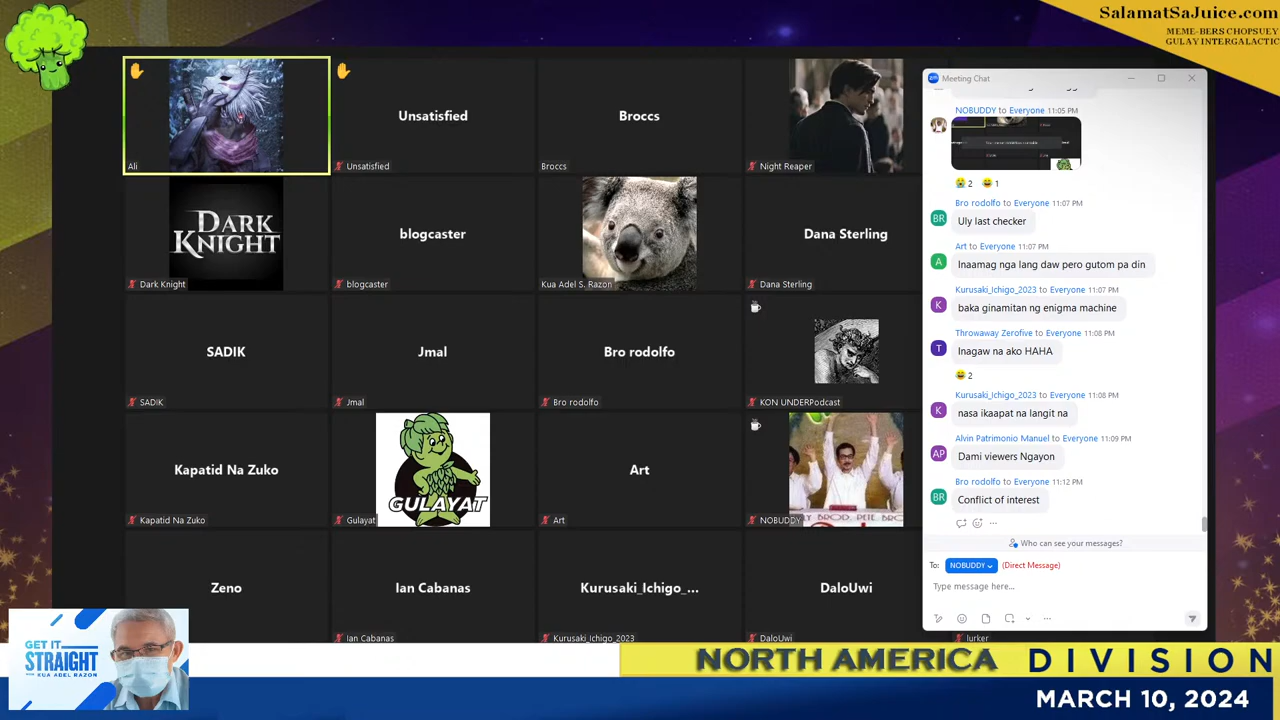 SalamatSaJuice.com
MEME-BERS CHOPSUEY
GULAY INTERGALACTIC
Ali
Unsatisfied
Unsatisfied
Broccs
Broccs
Night Reaper
DARK
KNIGHT
Dark Knight
blogcaster
blogcaster
Kua Adel S. Razon
Dana Sterling
Dana Sterling
SADIK
SADIK
Jmal
Jmal
Bro rodolfo
Bro rodolfo
KON UNDERPodcast
Kapatid Na Zuko
Kapatid Na Zuko
GULAYAT
Gulayat
Art
Art
NOBUDDY
Zeno
Ian Cabanas
Ian Cabanas
Kurusaki_Ichigo_...
Kurusaki_Ichigo_2023
DaloUwi
DaloUwi
lurker
Meeting Chat
NOBUDDY to Everyone 11:05 PM
2 1
Bro rodolfo to Everyone 11:07 PM
BR
Uly last checker
Art to Everyone 11:07 PM
A
Inaamag nga lang daw pero gutom pa din
Kurusaki_Ichigo_2023 to Everyone 11:07 PM
K
baka ginamitan ng enigma machine
Throwaway Zerofive to Everyone 11:08 PM
T
Inagaw na ako HAHA
2
Kurusaki_Ichigo_2023 to Everyone 11:08 PM
K
nasa ikaapat na langit na
Alvin Patrimonio Manuel to Everyone 11:09 PM
AP
Dami viewers Ngayon
Bro rodolfo to Everyone 11:12 PM
BR
Conflict of interest
Who can see your messages?
To: NOBUDDY (Direct Message)
Type message here...
GET IT
STRAIGHT
KUA ADEL RAZON
NORTH AMERICA DIVISION
MARCH 10, 2024